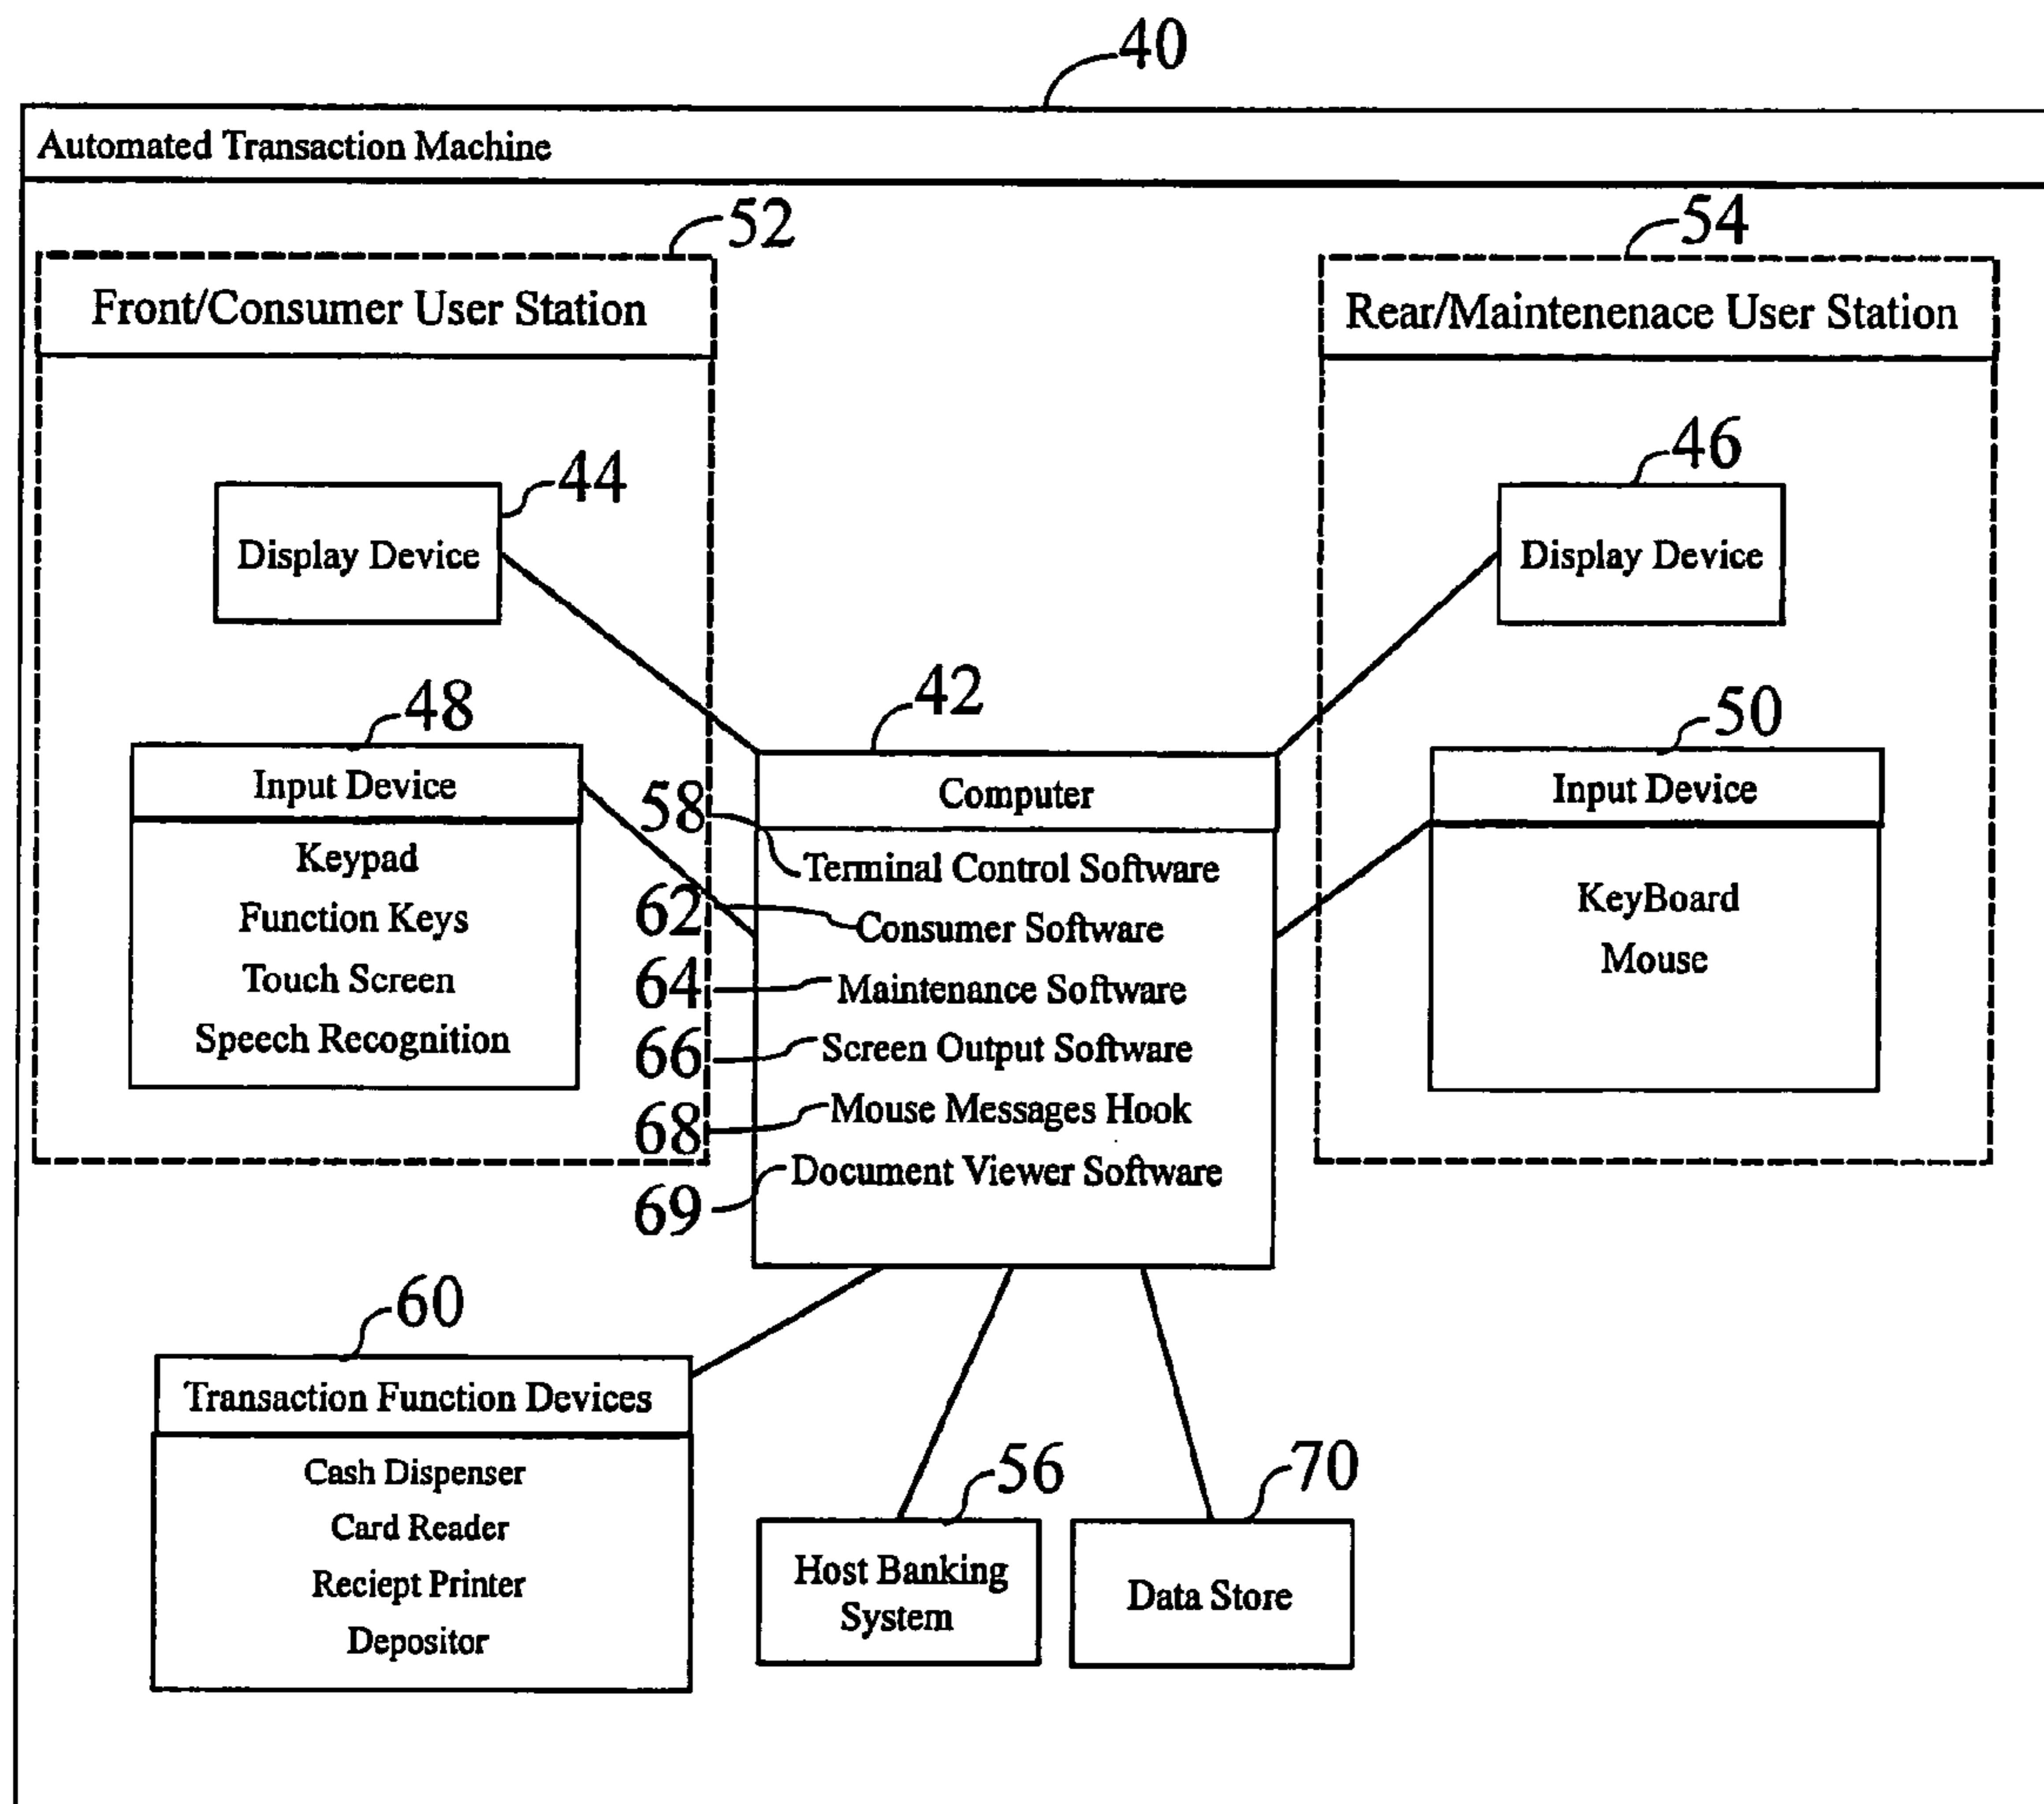 40
Automated Transaction Machine
52
54
Front/Consumer User Station
Rear/Maintenenace User Station
44
Display Device
46
Display Device
48
Input Device
Keypad
Function Keys
Touch Screen
Speech Recognition
42
Computer
58
Terminal Control Software
62
Consumer Software
64
Maintenance Software
66
Screen Output Software
68
Mouse Messages Hook
69
Document Viewer Software
50
Input Device
KeyBoard
Mouse
60
Transaction Function Devices
Cash Dispenser
Card Reader
Reciept Printer
Depositor
56
Host Banking
System
70
Data Store